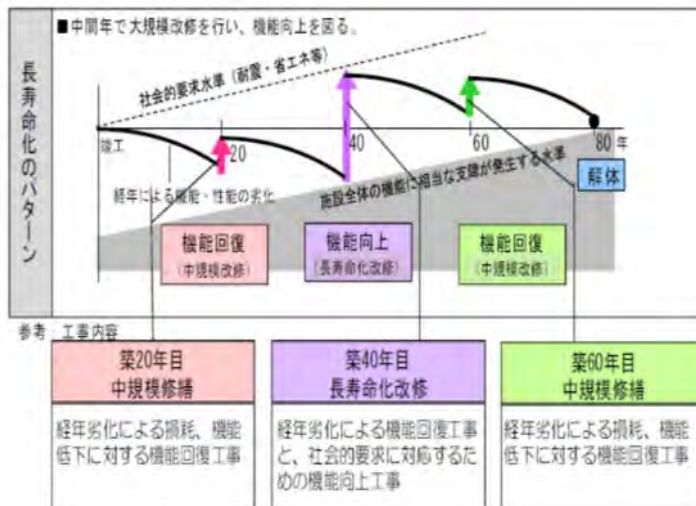 長寿命化のパターン
■中間年で大規模改修を行い、機能向上を図る。
社会的要求水準（耐震・省エネ等）
竣工
20
40
60
80 年
経年による機能・性能の劣化
施設全体の機能に相当な支障が発生する水準
解体
機能回復
（中規模改修）
機能向上
（長寿命化改修）
機能回復
（中規模改修）
参考 工事内容
築20年目
中規模修繕
経年劣化による損耗、機能
低下に対する機能回復工事
築40年目
長寿命化改修
経年劣化による機能回復工事
と、社会的要求に対応するた
めの機能向上工事
築60年目
中規模修繕
経年劣化による損耗、機能
低下に対する機能回復工事